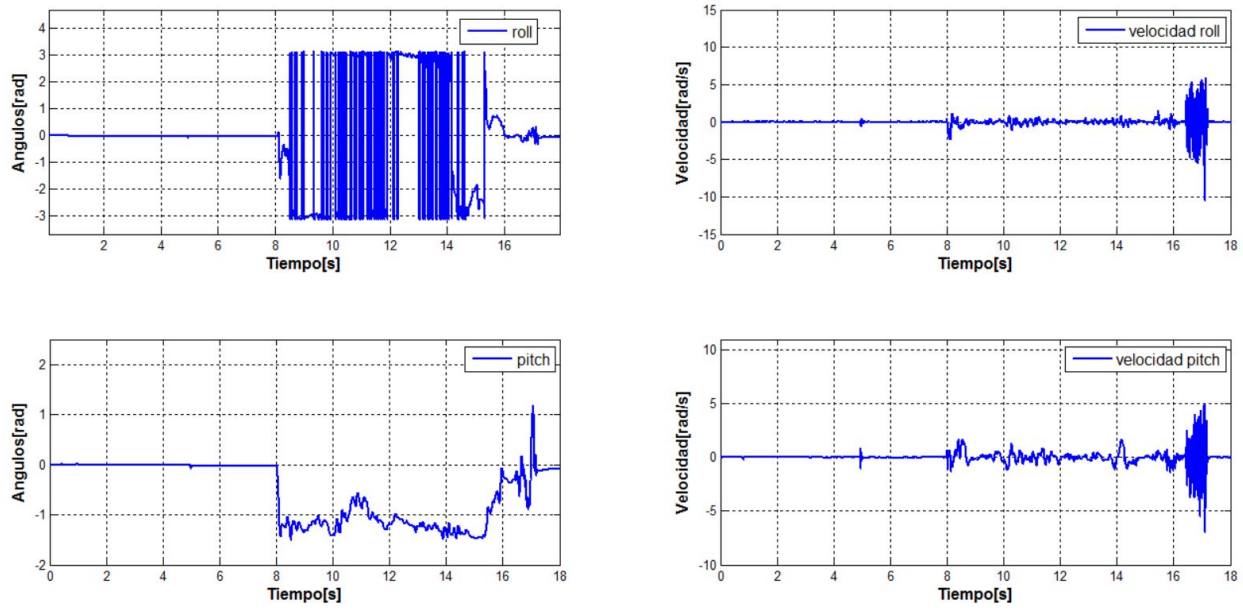 roll
Angulos[rad]
4
3
2
1
0
-1
-2
-3
2 4 6 8 10 12 14 16
Tiempo[s]
velocidad roll
Velocidad[rad/s]
15
10
5
0
-5
-10
-15
0 2 4 6 8 10 12 14 16 18
Tiempo[s]
pitch
Angulos[rad]
2
1
0
-1
-2
0 2 4 6 8 10 12 14 16 18
Tiempo[s]
velocidad pitch
Velocidad[rad/s]
10
5
0
-5
-10
0 2 4 6 8 10 12 14 16 18
Tiempo[s]